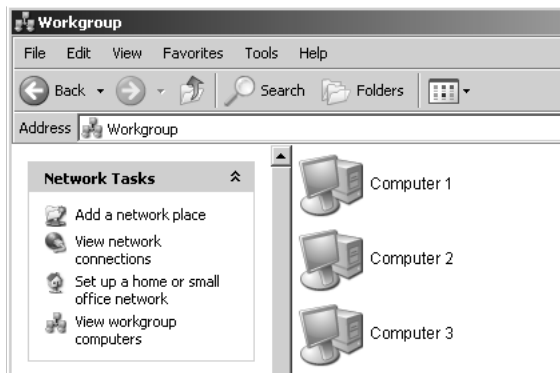 Workgroup
File Edit View Favorites Tools Help
Back Search Folders
Address Workgroup
Network Tasks
Add a network place
View network
connections
Set up a home or small
office network
View workgroup
computers
Computer 1
Computer 2
Computer 3